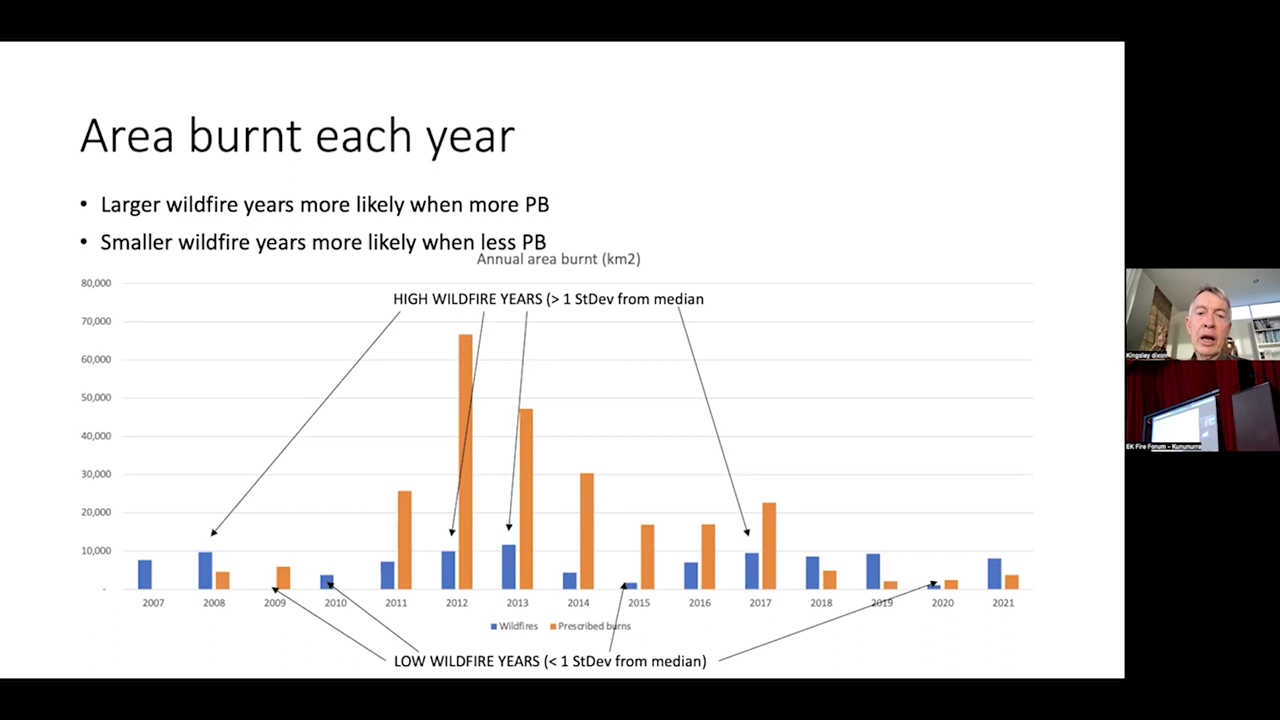 Area burnt each year
• Larger wildfire years more likely when more PB
• Smaller wildfire years more likely when less PB
Annual area burnt (km2)
80,000
HIGH WILDFIRE YEARS (> 1 StDev from median
70,000
60,000
50,000
40,000
30,000
20,000
10,000
-
2007 2008 2009 2010 2011 2012 2013 2014 2015 2016 2017 2018 2019 2020 2021
Wildfires Prescribed burns
LOW WILDFIRE YEARS (< 1 StDev from median)
Kingsley dixon
EK Fire Forum - Kununurra